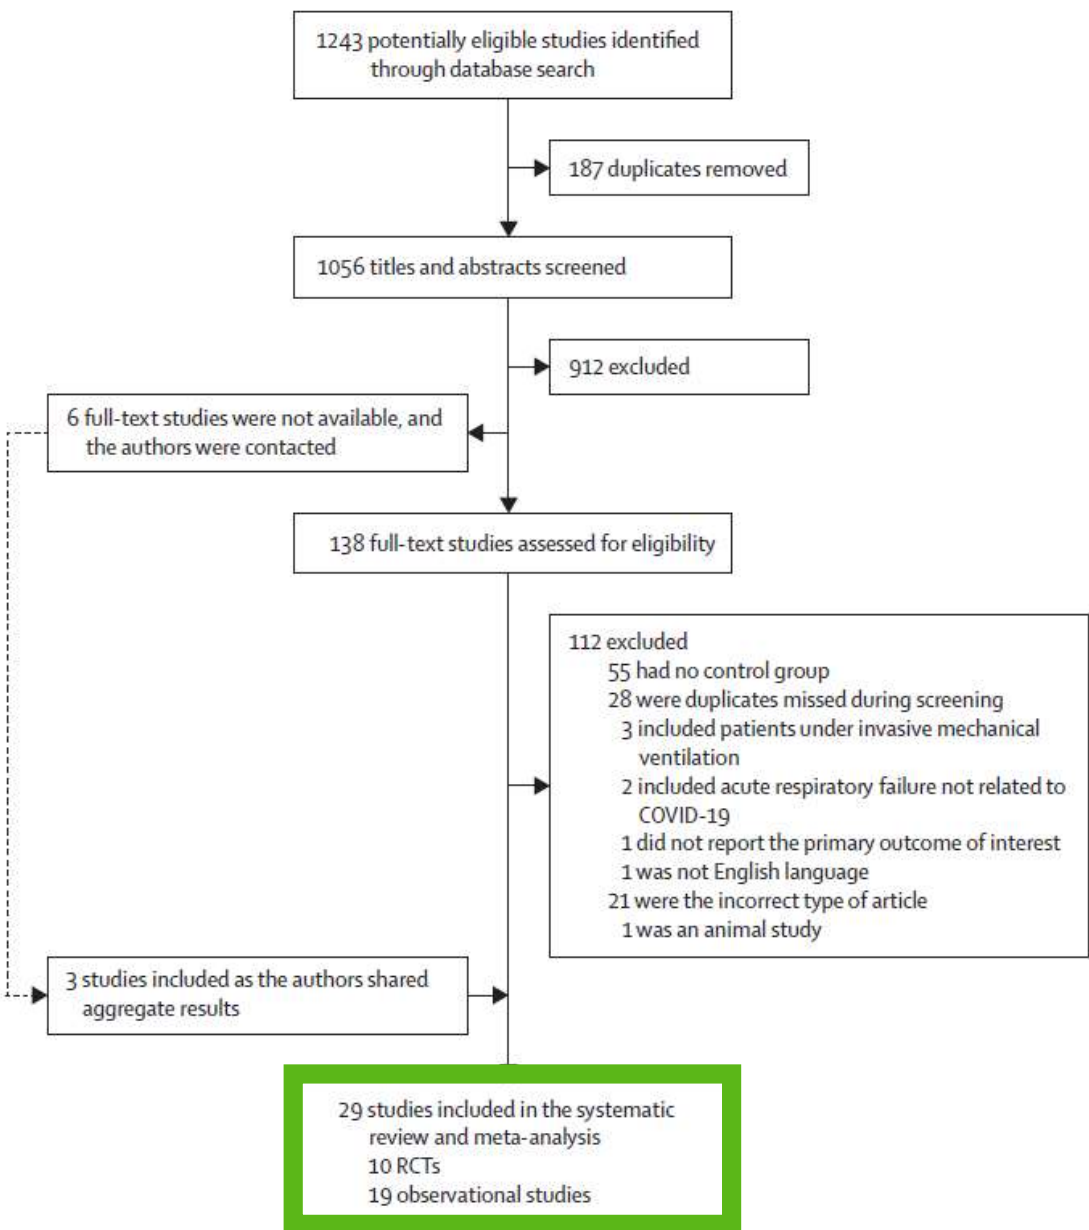 1243 potentially eligible studies identified
through database search
187 duplicates removed
1056 titles and abstracts screened
912 excluded
6 full-text studies were not available, and
the authors were contacted
138 full-text studies assessed for eligibility
112 excluded
55 had no control group
28 were duplicates missed during screening
3 included patients under invasive mechanical
ventilation
2 included acute respiratory failure not related to
COVID-19
1 did not report the primary outcome of interest
1 was not English language
21 were the incorrect type of article
1 was an animal study
3 studies included as the authors shared
aggregate results
29 studies included in the systematic
review and meta-analysis
10 RCTs
19 observational studies